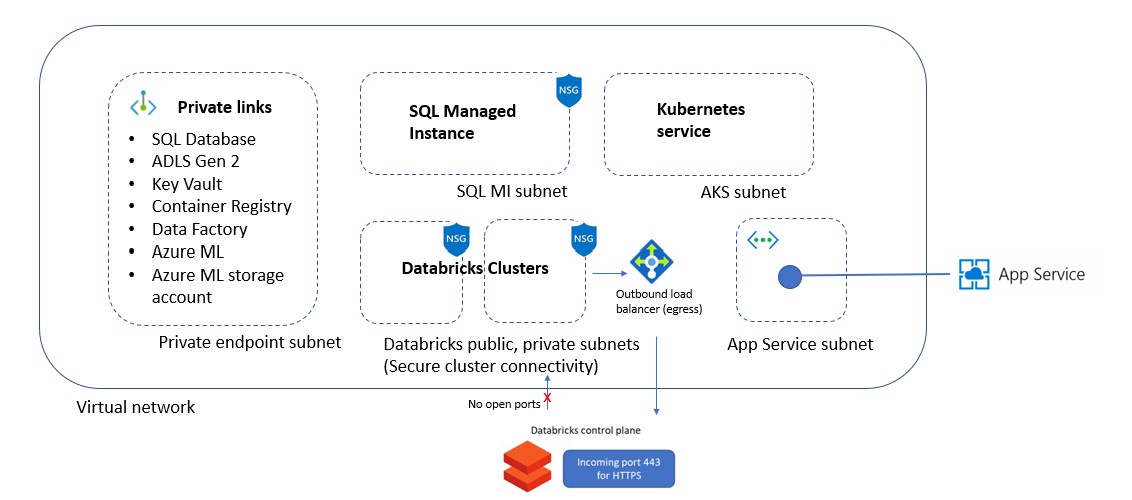 Private links
• SQL Database
• ADLS Gen 2
• Key Vault
• Container Registry
• Data Factory
• Azure ML
• Azure ML storage
account
Private endpoint subnet
NSG
SQL Managed
Instance
SQL MI subnet
Kubernetes
service
AKS subnet
NSG
NSG
Databricks Clusters
Databricks public, private subnets
(Secure cluster connectivity)
Outbound load
balancer (egress)
App Service subnet
App Service
Virtual network
No open ports
X
Databricks control plane
Incoming port 443
for HTTPS